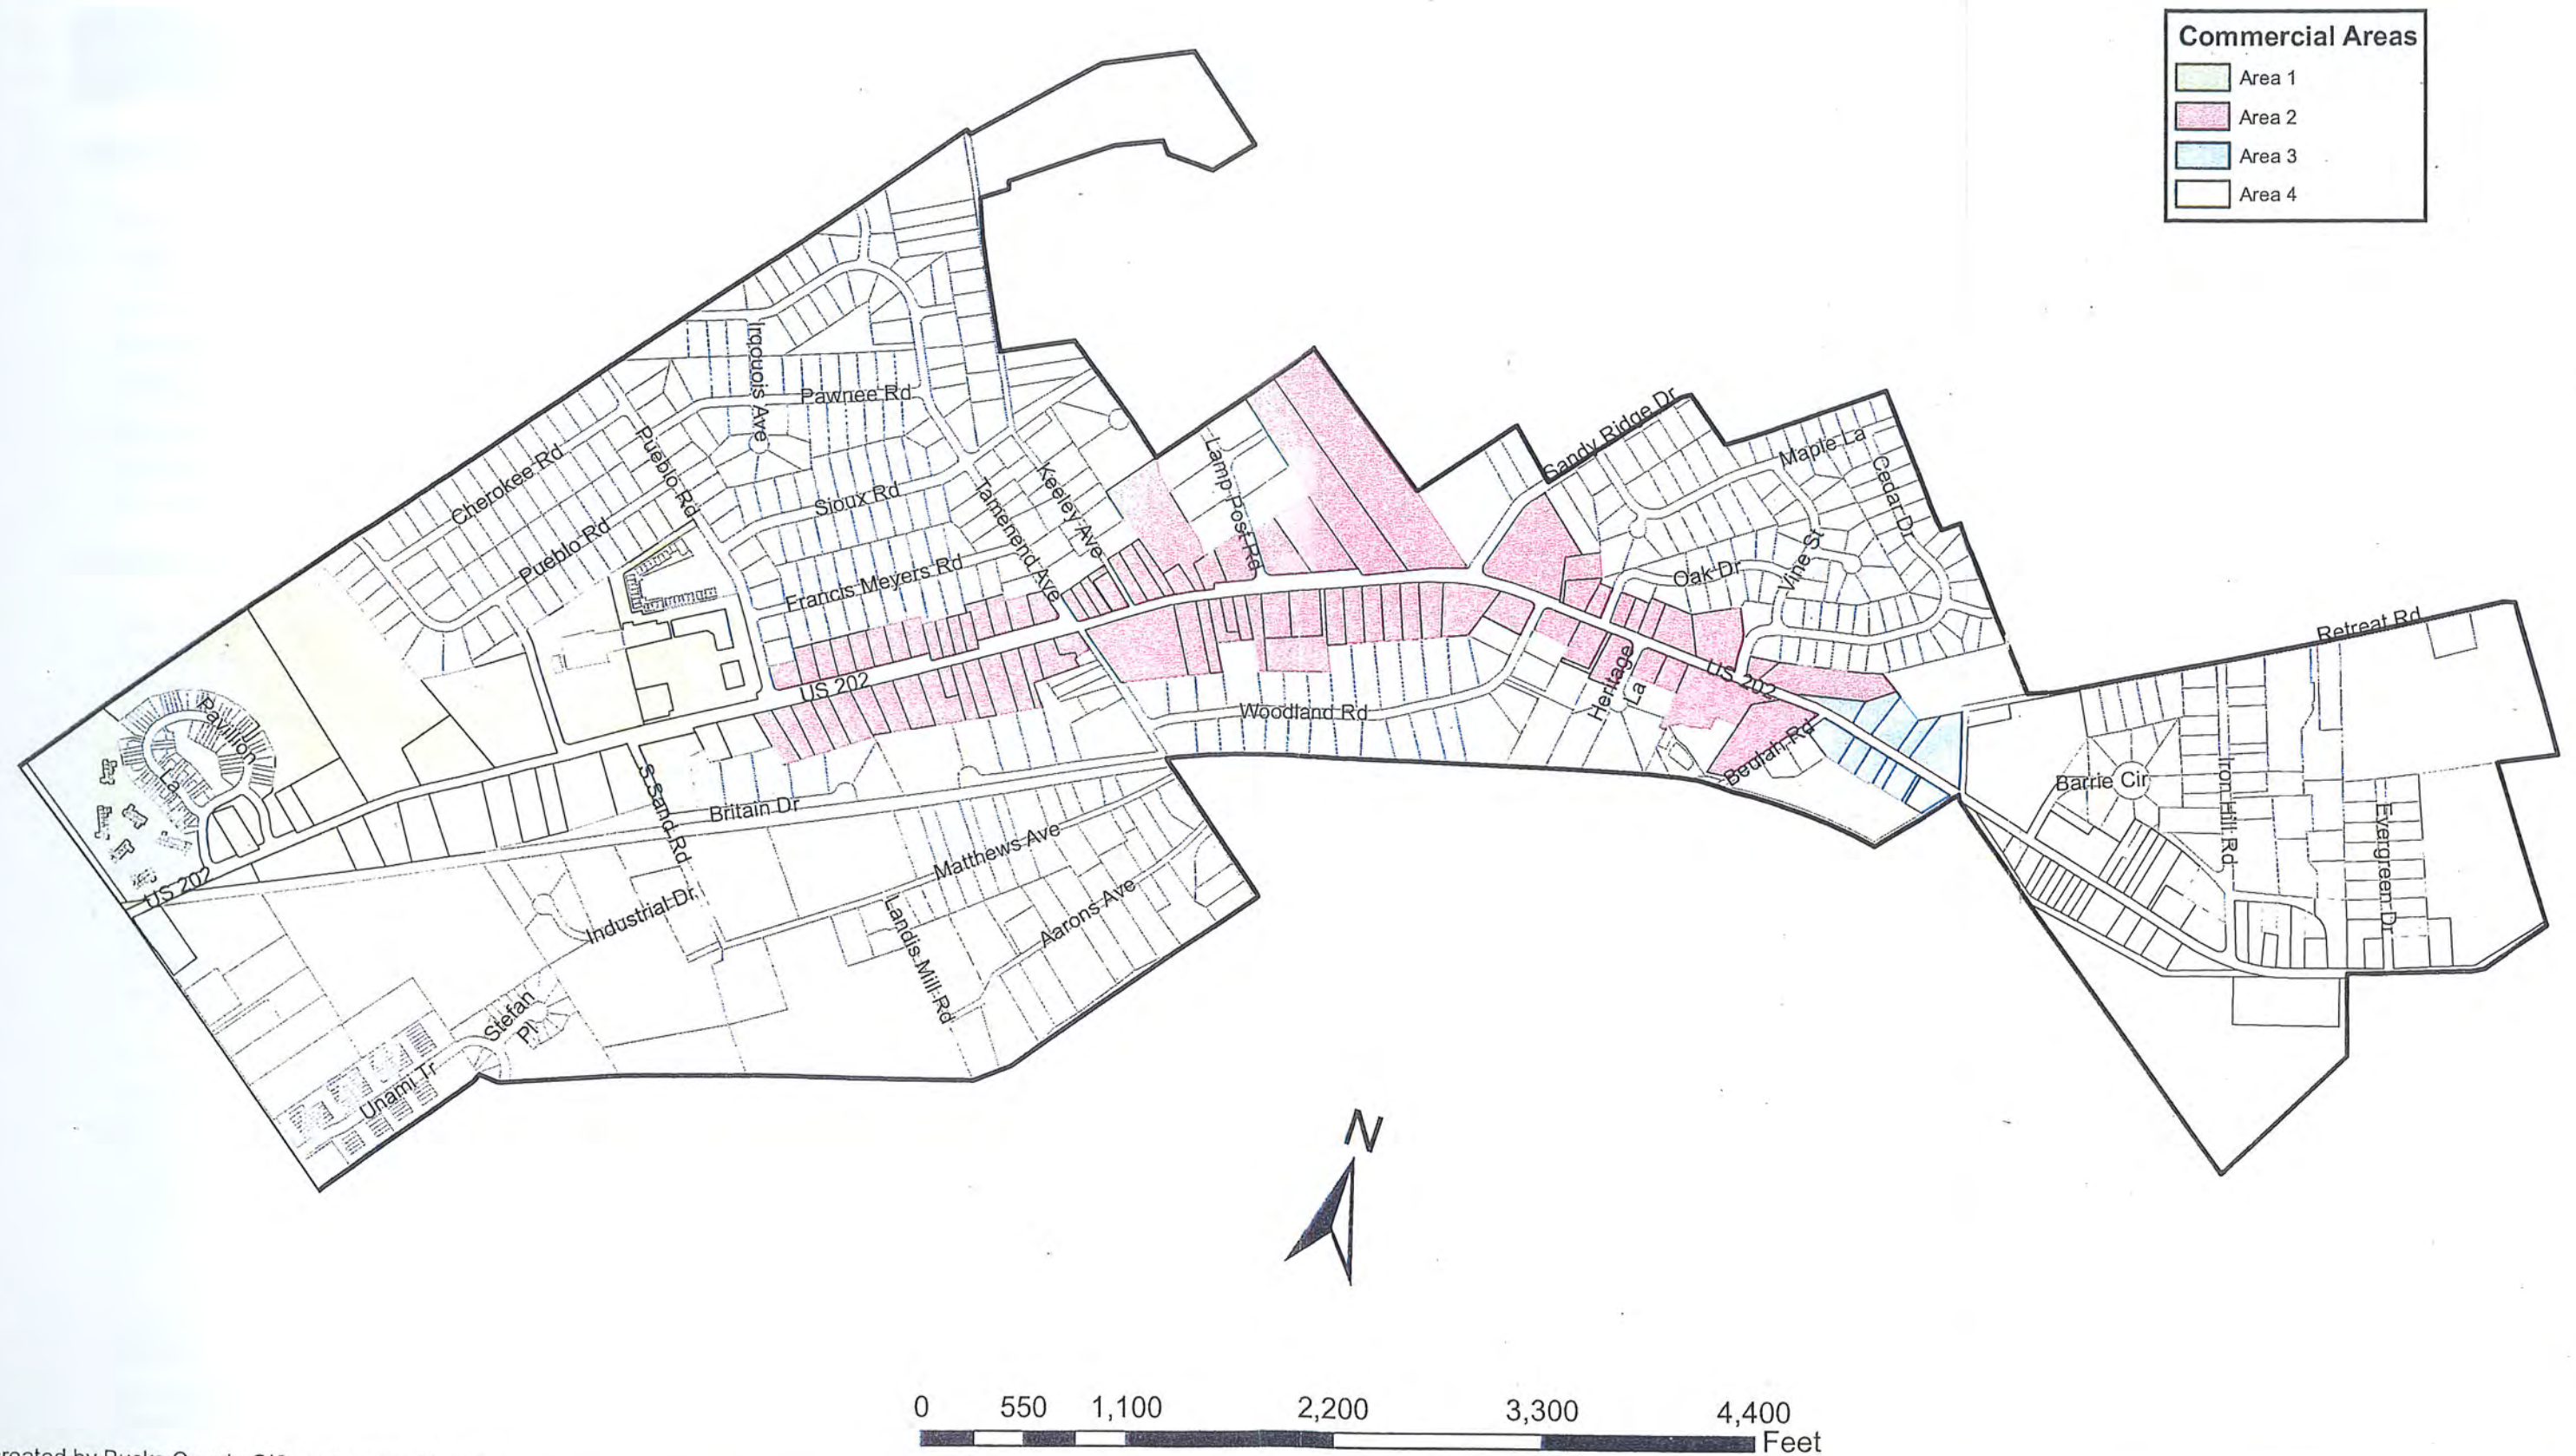 Commercial Areas
Area 1
Area 2
Area 3
Area 4
Irqouois Ave
Pawnee Rd
Pueblo Rd
Cherokee Rd
Sioux Rd
Pueblo Rd
Francis Meyers Rd
Tamenend Ave
Keeley Ave
Lamp Post Rd
Sandy Ridge Dr
Maple La
Cedar Dr
Oak Dr
Vine St
Retreat Rd
US 202
Pavilion
La
S Sand Rd
Britain Dr
US 202
Woodland Rd
Heritage
La
US 202
Beulah Rd
Barrie Cir
Iron Hill Rd
Evergreen Dr
Matthews Ave
Industrial Dr
Landis Mill Rd
Aarons Ave
Stefan
Pl
Unami Tr
N
0 550 1,100 2,200 3,300 4,400
Feet